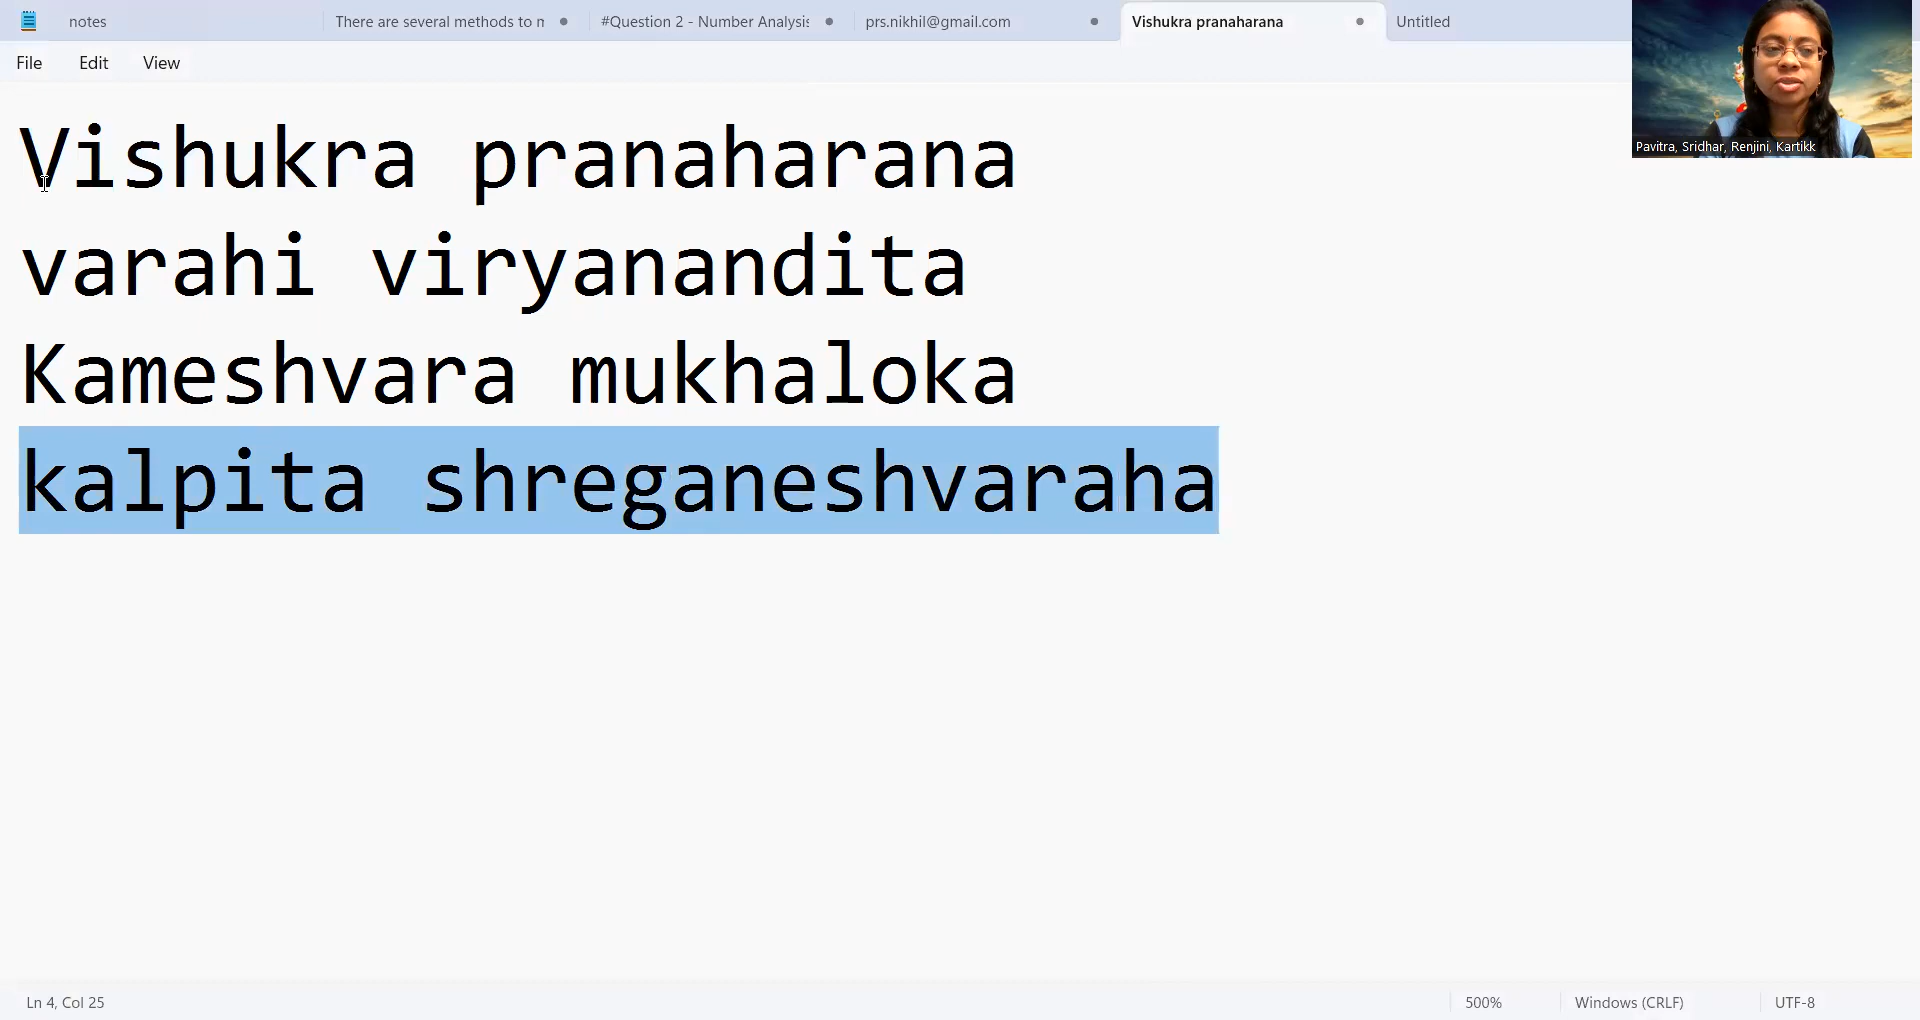 notes There are several methods to m #Question 2 - Number Analysis prs.nikhil@gmail.com Vishukra pranaharana Untitled
File Edit View
Pavitra, Sridhar, Renjini, Kartikk
Vishukra pranaharana
varahi viryanandita
Kameshvara mukhaloka
kalpita shreganeshvaraha
Ln 4, Col 25 500% Windows (CRLF) UTF-8